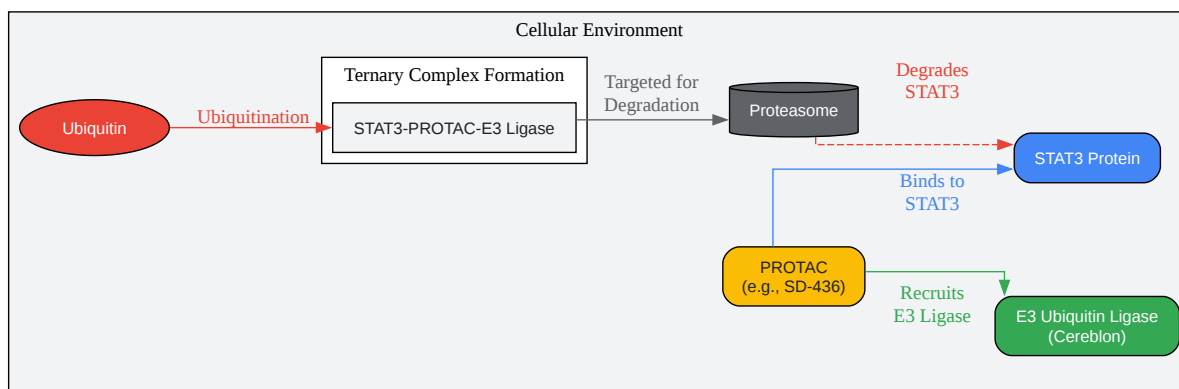 Cellular Environment
Ternary Complex Formation
Ubiquitin
Ubiquitination
STAT3-PROTAC-E3 Ligase
Targeted for
Degradation
Proteasome
Degrades
STAT3
STAT3 Protein
Binds to
STAT3
PROTAC
(e.g., SD-436)
Recruits
E3 Ligase
E3 Ubiquitin Ligase
(Cereblon)